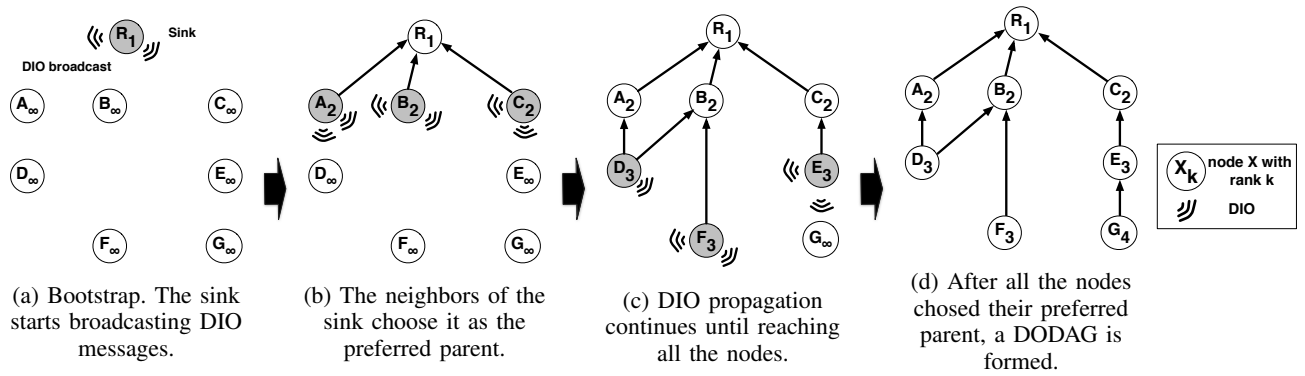 R1
Sink
DIO broadcast
A∞ B∞ C∞
D∞ E∞
F∞ G∞
(a) Bootstrap. The sink
starts broadcasting DIO
messages.
R1
A2 B2 C2
D∞ E∞
F∞ G∞
(b) The neighbors of the
sink choose it as the
preferred parent.
R1
A2 B2 C2
D3 E3
F3 G∞
(c) DIO propagation
continues until reaching
all the nodes.
R1
A2 B2 C2
D3 E3
F3 G4
(d) After all the nodes
chosed their preferred
parent, a DODAG is
formed.
Xk
node X with
rank k
DIO